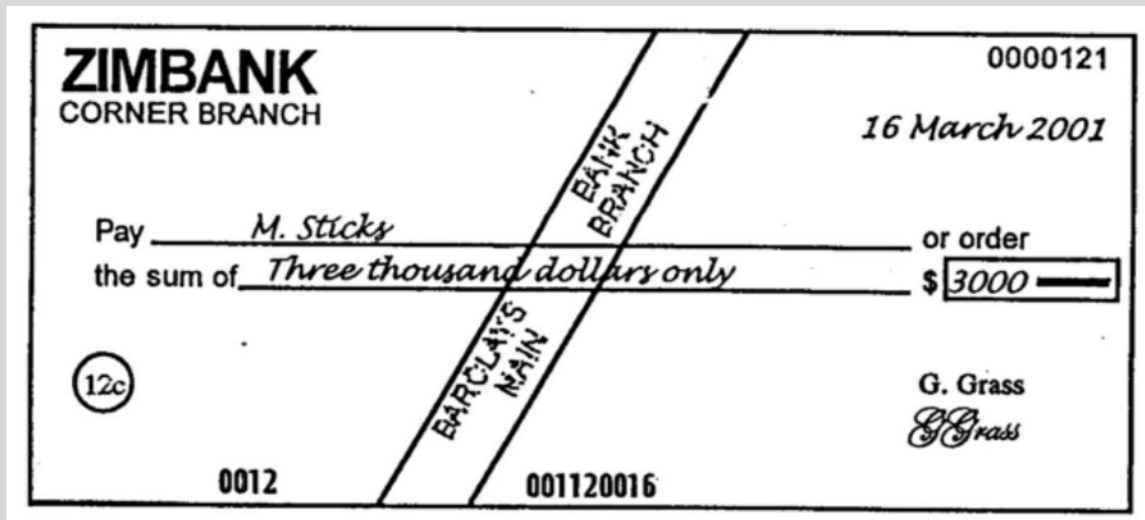 ZIMBANK
CORNER BRANCH
0000121
16 March 2001
BARCLAYS BANK
MAIN BRANCH
Pay M. Sticks or order
the sum of Three thousand dollars only $ 3000
12c
G. Grass
GGrass
0012 001120016